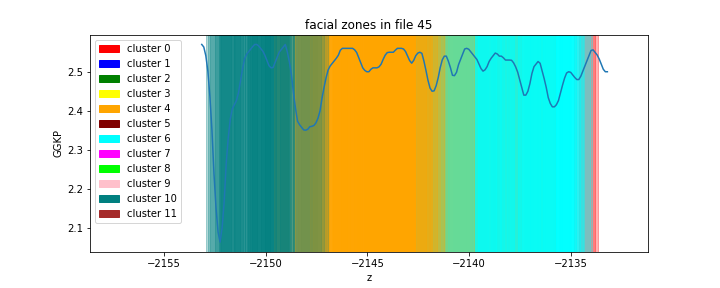 facial zones in file 45
cluster 0
cluster 1
cluster 2
cluster 3
cluster 4
cluster 5
cluster 6
cluster 7
cluster 8
cluster 9
cluster 10
cluster 11
2.5
2.4
2.3
2.2
2.1
GGKP
−2155
−2150
−2145
−2140
−2135
z